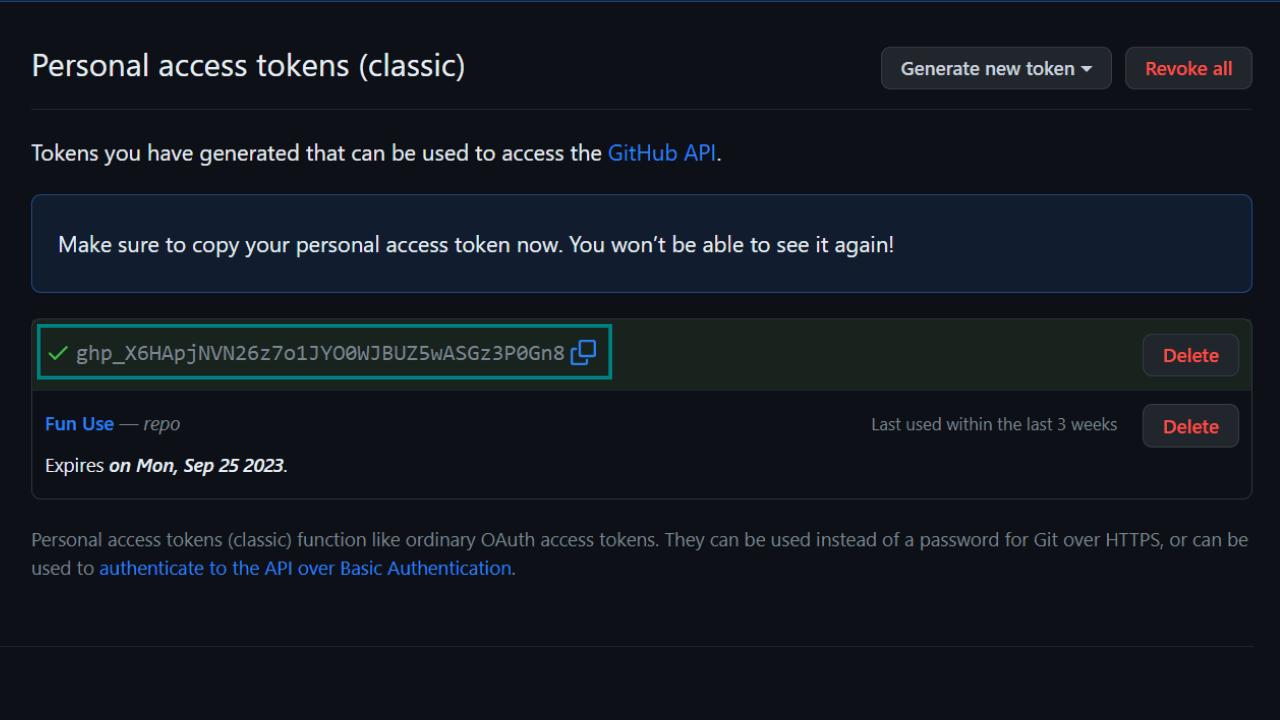 Personal access tokens (classic)
Generate new token
Revoke all
Tokens you have generated that can be used to access the GitHub API.
Make sure to copy your personal access token now. You won’t be able to see it again!
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
Delete
Fun Use — repo
Last used within the last 3 weeks
Delete
Expires on Mon, Sep 25 2023.
Personal access tokens (classic) function like ordinary OAuth access tokens. They can be used instead of a password for Git over HTTPS, or can be
used to authenticate to the API over Basic Authentication.